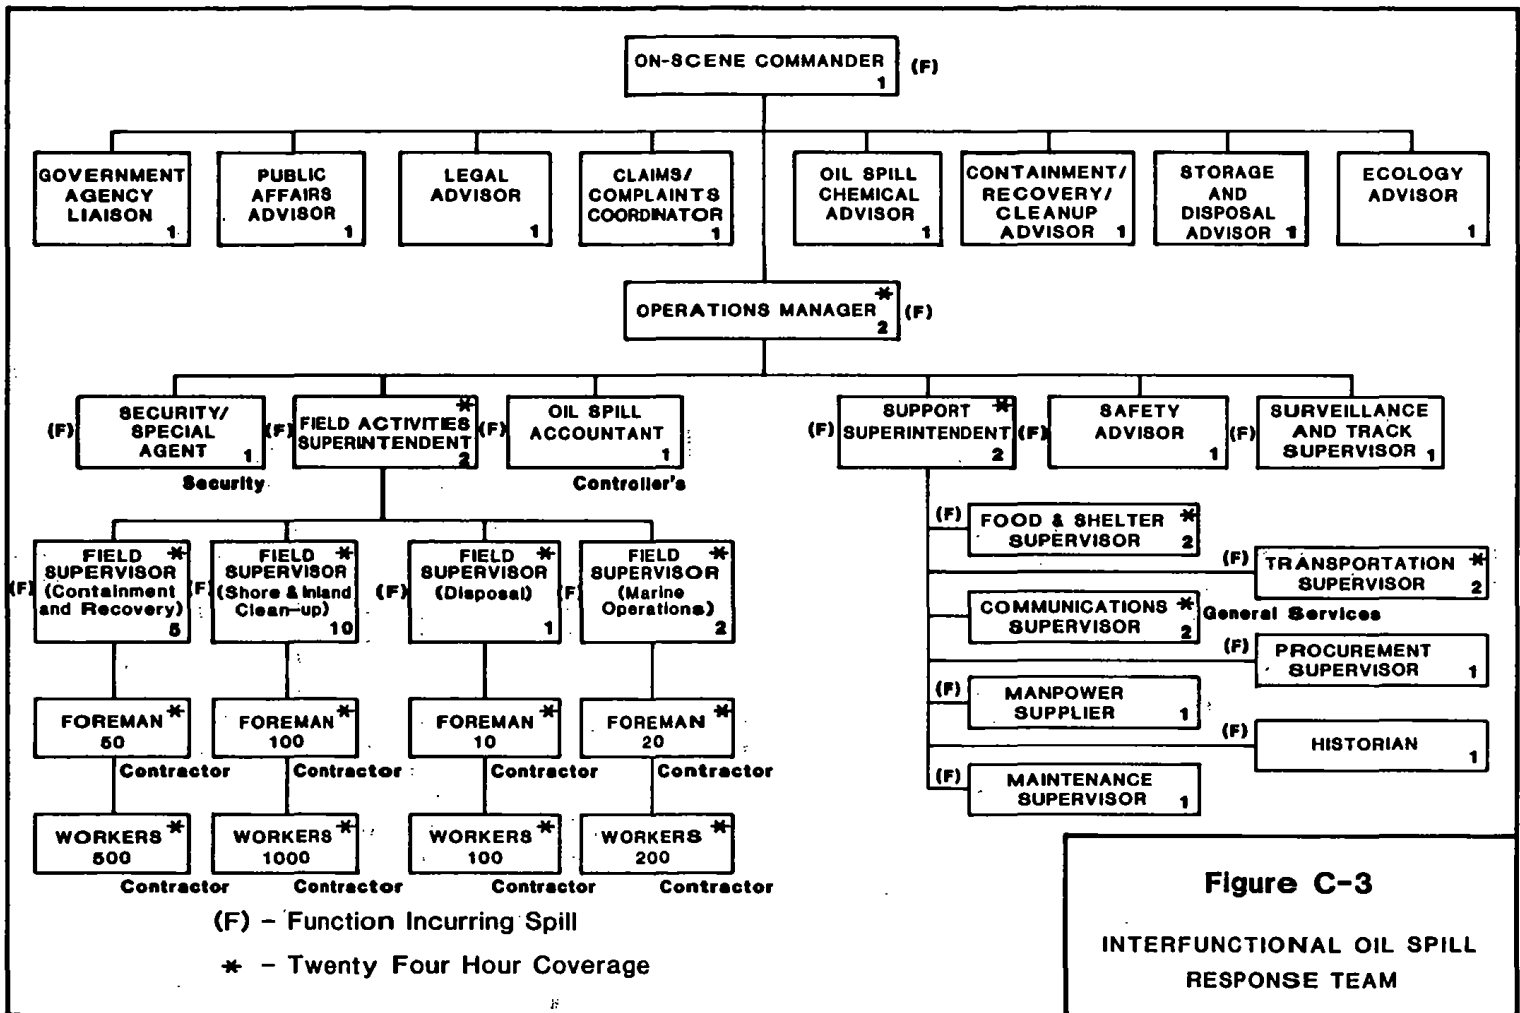 ON-SCENE COMMANDER
1
(F)
GOVERNMENT
AGENCY
LIAISON
1
PUBLIC
AFFAIRS
ADVISOR
1
LEGAL
ADVISOR
1
CLAIMS/
COMPLAINTS
COORDINATOR
1
OIL SPILL
CHEMICAL
ADVISOR
1
CONTAINMENT/
RECOVERY/
CLEANUP
ADVISOR 1
STORAGE
AND
DISPOSAL
ADVISOR 1
ECOLOGY
ADVISOR
1
OPERATIONS MANAGER *
2
(F)
(F)
SECURITY/
SPECIAL
AGENT 1
Security
(F)
*
FIELD ACTIVITIES
SUPERINTENDENT
2
(F)
OIL SPILL
ACCOUNTANT
1
Controller's
(F)
SUPPORT *
SUPERINTENDENT
2
(F)
SAFETY
ADVISOR
1
(F)
SURVEILLANCE
AND TRACK
SUPERVISOR 1
(F)
FIELD *
SUPERVISOR
(Containment
and Recovery)
5
(F)
FIELD *
SUPERVISOR
(Shore & Inland
Clean-up)
10
(F)
FIELD *
SUPERVISOR
(Disposal)
1
(F)
FIELD *
SUPERVISOR
(Marine
Operations)
2
FOREMAN *
50
Contractor
FOREMAN *
100
Contractor
FOREMAN *
10
Contractor
FOREMAN *
20
Contractor
WORKERS *
500
Contractor
WORKERS *
1000
Contractor
WORKERS *
100
Contractor
WORKERS *
200
Contractor
(F)
FOOD & SHELTER *
SUPERVISOR 2
(F)
TRANSPORTATION *
SUPERVISOR 2
COMMUNICATIONS *
SUPERVISOR 2
General Services
(F)
PROCUREMENT
SUPERVISOR 1
(F)
MANPOWER
SUPPLIER 1
(F)
HISTORIAN
1
(F)
MAINTENANCE
SUPERVISOR 1
(F) - Function Incurring Spill
* - Twenty Four Hour Coverage
Figure C-3
INTERFUNCTIONAL OIL SPILL
RESPONSE TEAM